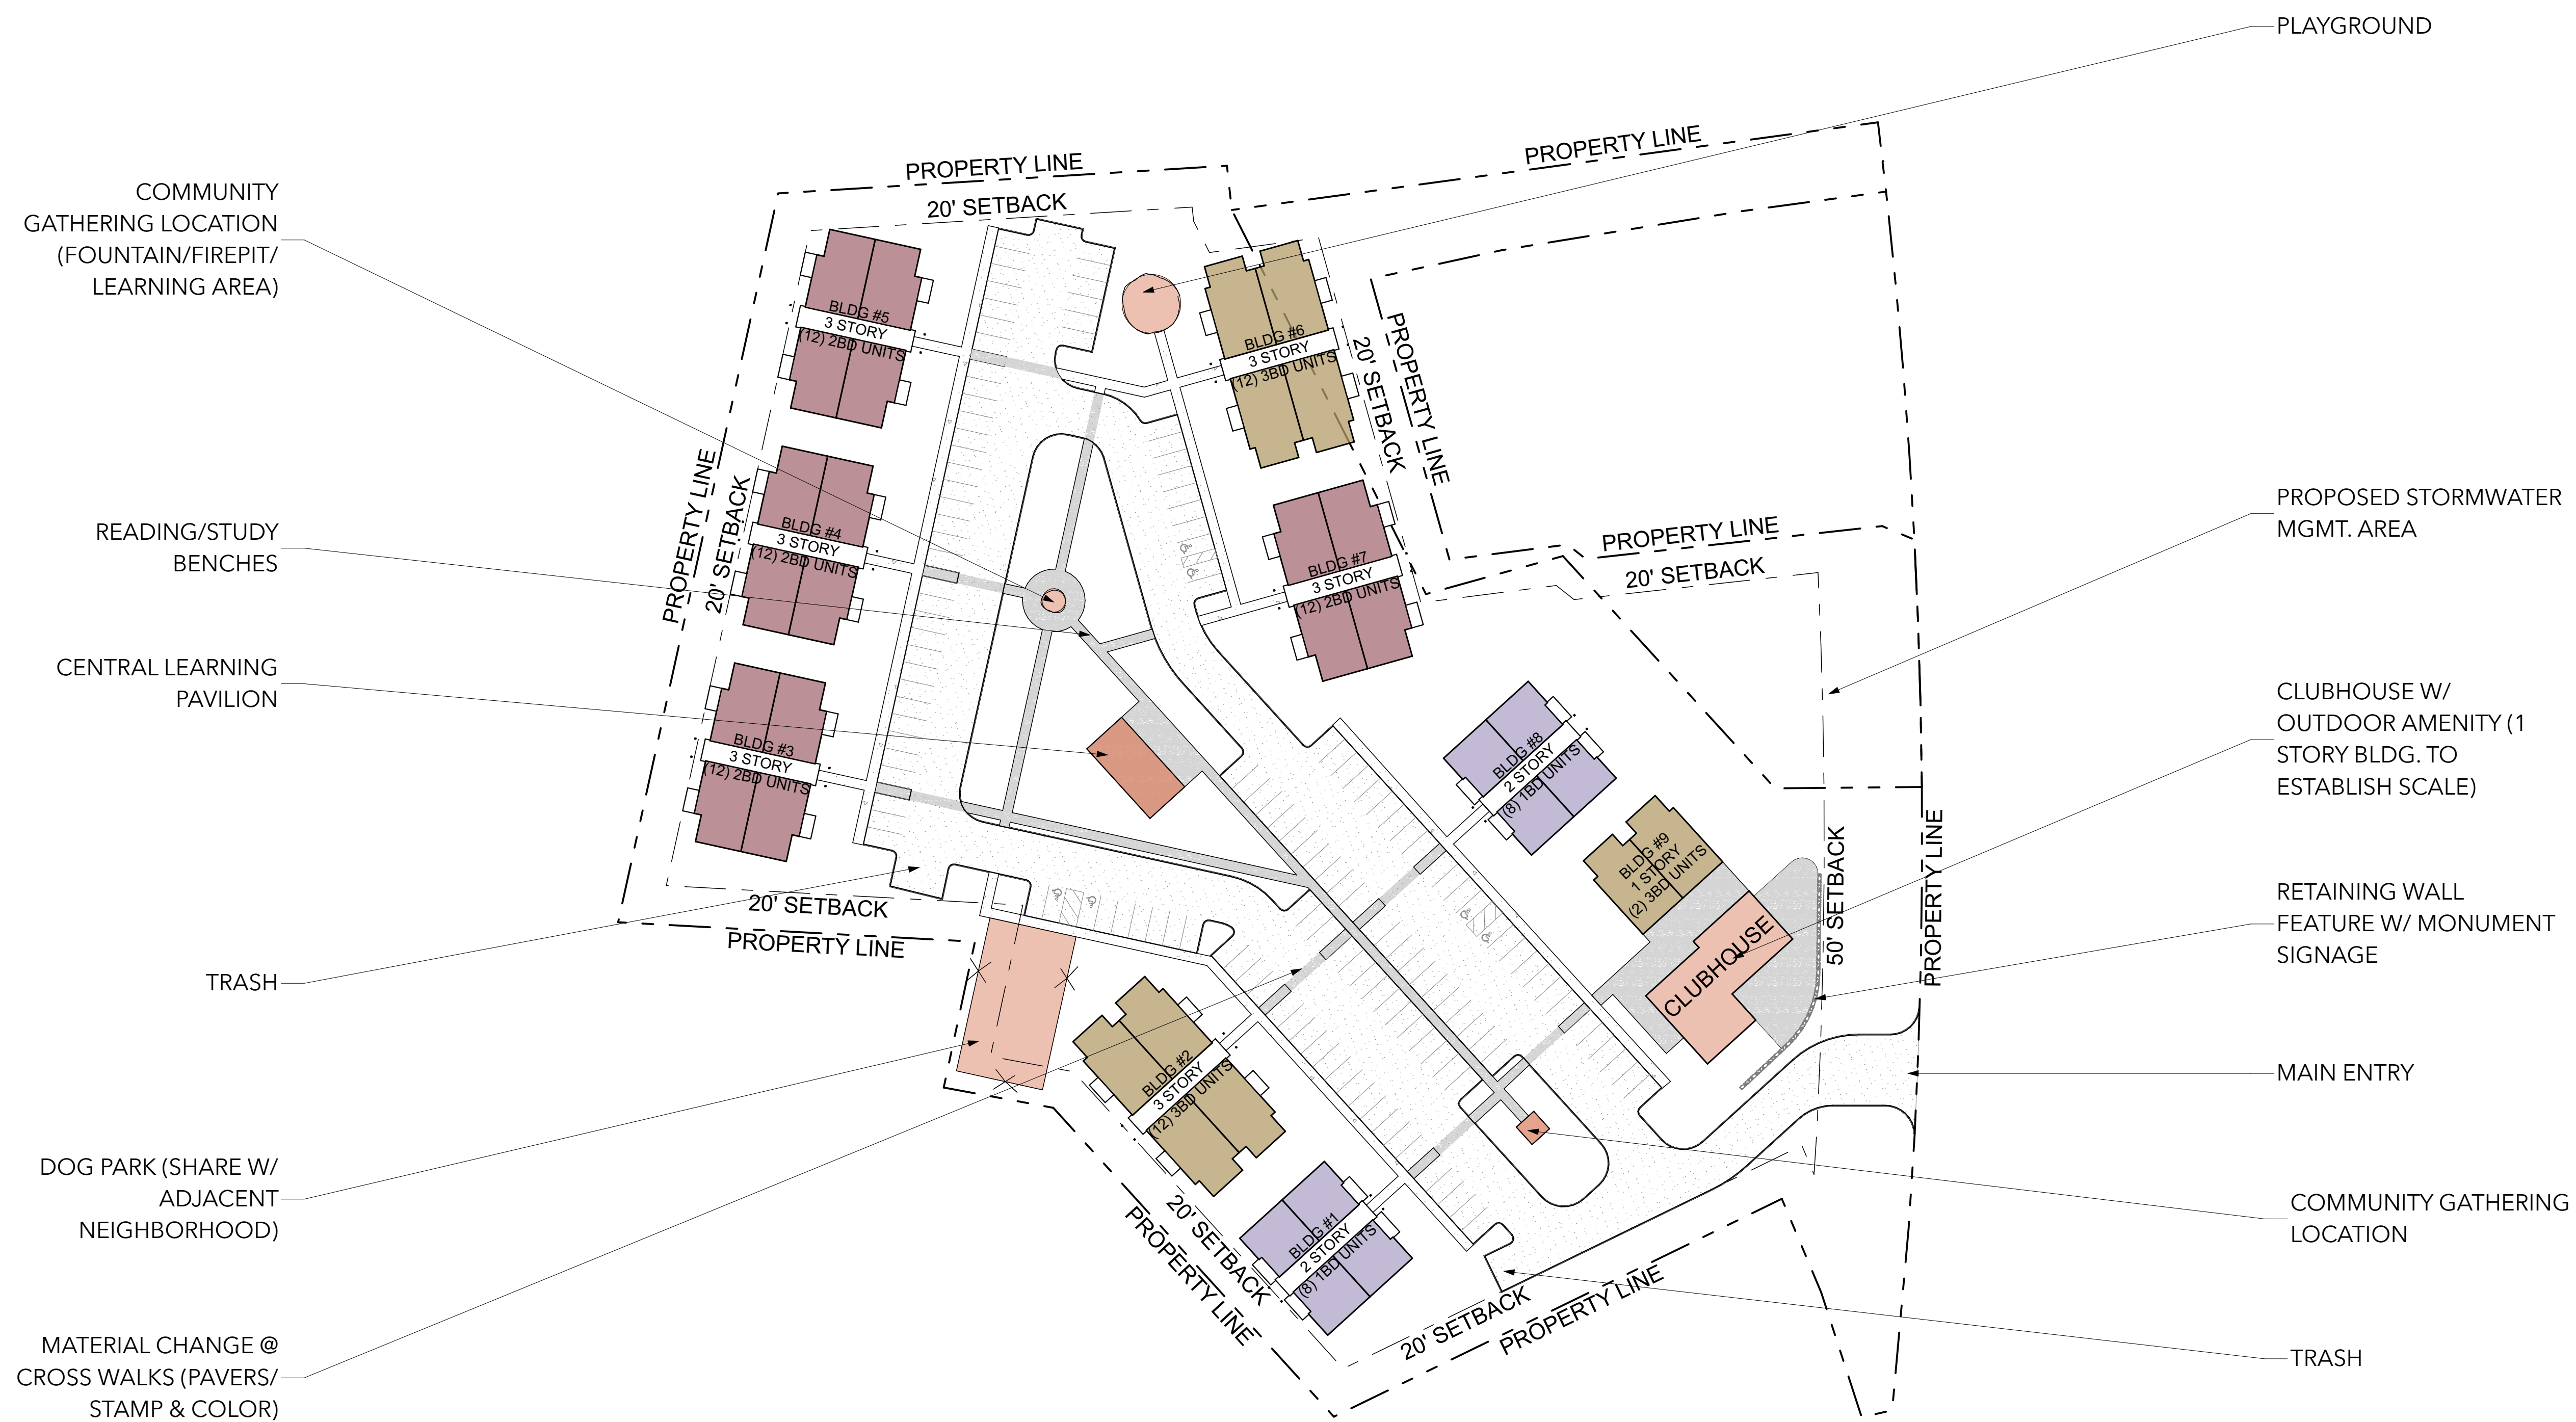 PLAYGROUND
COMMUNITY
GATHERING LOCATION
(FOUNTAIN/FIREPIT/
LEARNING AREA)
READING/STUDY
BENCHES
CENTRAL LEARNING
PAVILION
TRASH
DOG PARK (SHARE W/
ADJACENT
NEIGHBORHOOD)
MATERIAL CHANGE @
CROSS WALKS (PAVERS/
STAMP & COLOR)
PROPERTY LINE
20' SETBACK
PROPERTY LINE
PROPERTY LINE
20' SETBACK
BLDG #5
3 STORY
(12) 2BD UNITS
BLDG #6
3 STORY
(12) 3BD UNITS
20' SETBACK
PROPERTY LINE
BLDG #4
3 STORY
(12) 2BD UNITS
BLDG #7
3 STORY
(12) 2BD UNITS
PROPERTY LINE
20' SETBACK
BLDG #3
3 STORY
(12) 2BD UNITS
BLDG #8
2 STORY
(8) 1BD UNITS
BLDG #9
1 STORY
(2) 3BD UNITS
CLUBHOUSE
50' SETBACK
PROPERTY LINE
20' SETBACK
PROPERTY LINE
BLDG #2
3 STORY
(12) 3BD UNITS
BLDG #1
2 STORY
(8) 1BD UNITS
20' SETBACK
PROPERTY LINE
20' SETBACK
PROPERTY LINE
PROPOSED STORMWATER
MGMT. AREA
CLUBHOUSE W/
OUTDOOR AMENITY (1
STORY BLDG. TO
ESTABLISH SCALE)
RETAINING WALL
FEATURE W/ MONUMENT
SIGNAGE
MAIN ENTRY
COMMUNITY GATHERING
LOCATION
TRASH